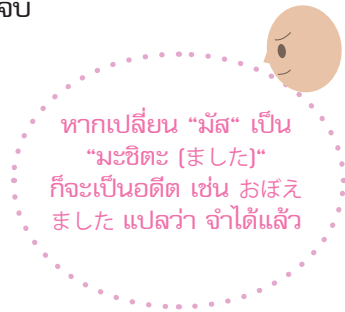 จบ
หากเปลี่ยน “มัส“ เป็น
“มะชิตะ (ました)“
ก็จะเป็นอดีต เช่น おぼえ
ました แปลว่า จำได้แล้ว